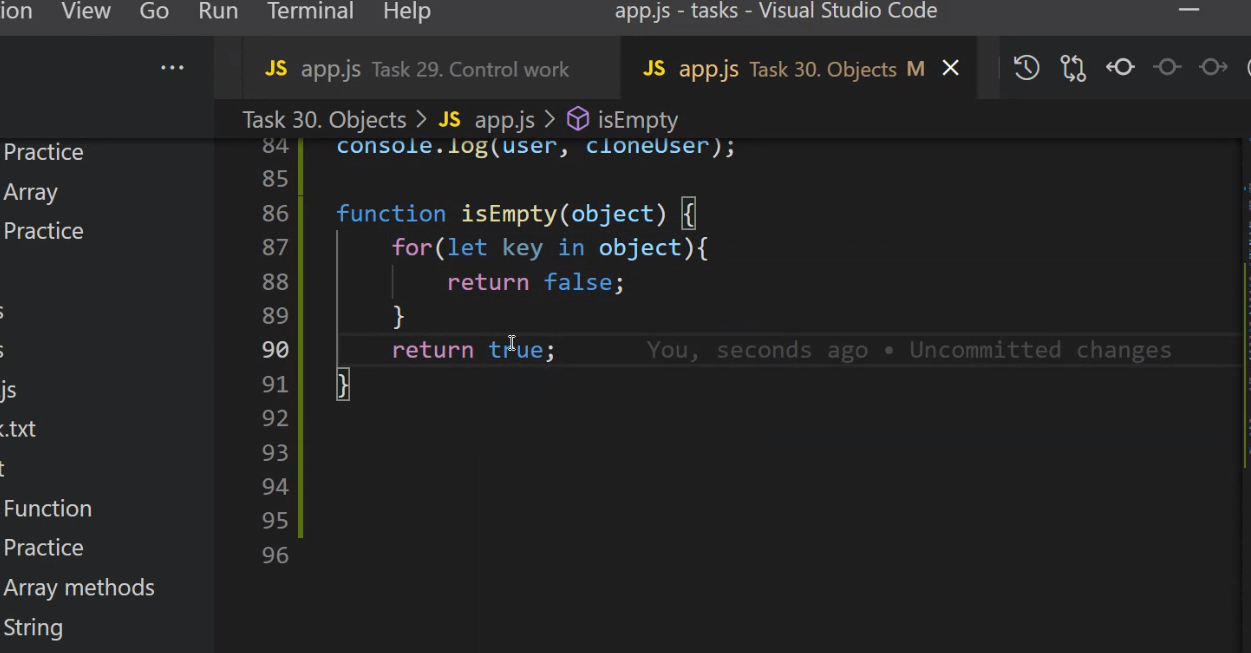 ion View Go Run Terminal Help app.js - tasks - Visual Studio Code
... JS app.js Task 29. Control work JS app.js Task 30. Objects M
Task 30. Objects > JS app.js > isEmpty
Practice
Array
Practice
s
s
js
k.txt
t
Function
Practice
Array methods
String
84 console.log(user, cloneUser);
85
86 function isEmpty(object) {
87 for(let key in object){
88 return false;
89 }
90 return true; You, seconds ago • Uncommitted changes
91 }
92
93
94
95
96